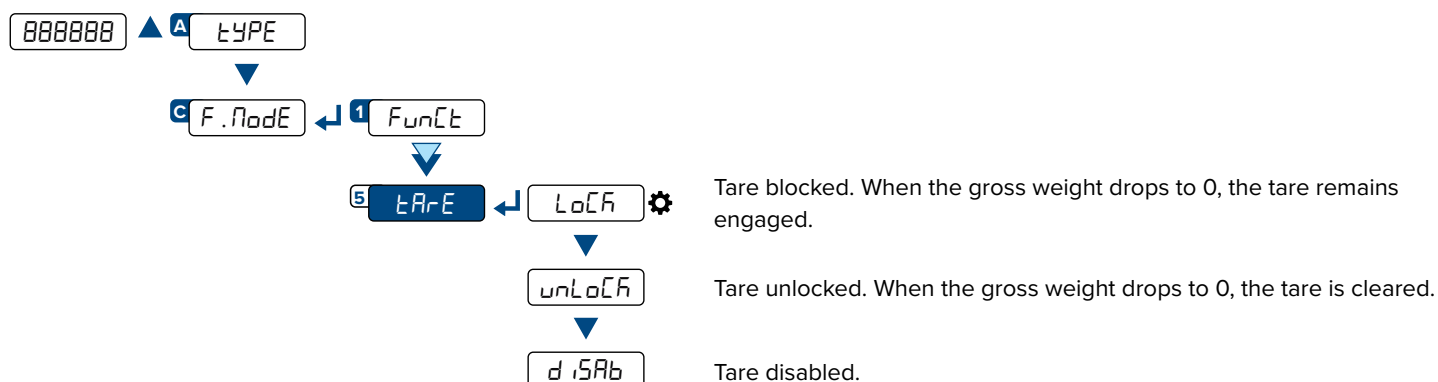 888888 A tYPE
C F.ModE 1 FunCt
5 tArE LoCK Tare blocked. When the gross weight drops to 0, the tare remains
engaged.
unLoCK Tare unlocked. When the gross weight drops to 0, the tare is cleared.
diSAb Tare disabled.